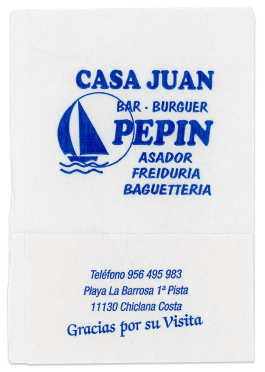 CASA JUAN
BAR - BURGUER
PEPIN
ASADOR
FREIDURIA
BAGUETTERIA
Teléfono 956 495 983
Playa La Barrosa 1ª Pista
11130 Chiclana Costa
Gracias por su Visita